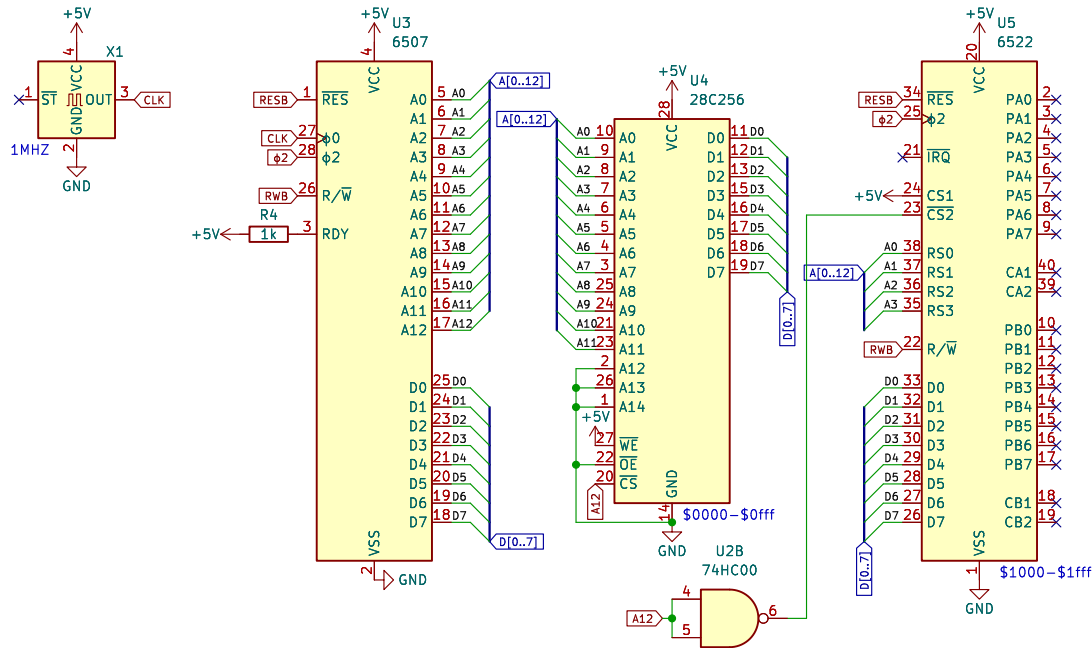 +5V
X1
4
VCC
1
ST
OUT
3
CLK
GND
2
1MHZ
GND
+5V
U3
6507
4
VCC
RESB
1
RES
CLK
27
ϕ0
ϕ2
28
ϕ2
RWB
26
R/W
+5V
R4
1k
3
RDY
A0
5
A0
A1
6
A1
A2
7
A2
A3
8
A3
A4
9
A4
A5
10
A5
A6
11
A6
A7
12
A7
A8
13
A8
A9
14
A9
A10
15
A10
A11
16
A11
A12
17
A12
A[0..12]
D0
25
D0
D1
24
D1
D2
23
D2
D3
22
D3
D4
21
D4
D5
20
D5
D6
19
D6
D7
18
D7
D[0..7]
VSS
2
GND
+5V
U4
28C256
28
VCC
A[0..12]
A0
10
A0
A1
9
A1
A2
8
A2
A3
7
A3
A4
6
A4
A5
5
A5
A6
4
A6
A7
3
A7
A8
25
A8
A9
24
A9
A10
21
A10
A11
23
A11
2
A12
26
A13
1
A14
+5V
27
WE
22
OE
20
CS
A12
D0
11
D0
D1
12
D1
D2
13
D2
D3
15
D3
D4
16
D4
D5
17
D5
D6
18
D6
D7
19
D7
D[0..7]
GND
14
$0000-$0fff
GND
U2B
74HC00
A12
4
5
6
+5V
U5
6522
20
VCC
RESB
34
RES
ϕ2
25
ϕ2
21
IRQ
+5V
24
CS1
23
CS2
A[0..12]
A0
38
RS0
A1
37
RS1
A2
36
RS2
A3
35
RS3
RWB
22
R/W
D0
33
D0
D1
32
D1
D2
31
D2
D3
30
D3
D4
29
D4
D5
28
D5
D6
27
D6
D7
26
D7
D[0..7]
PA0
2
PA1
3
PA2
4
PA3
5
PA4
6
PA5
7
PA6
8
PA7
9
CA1
40
CA2
39
PB0
10
PB1
11
PB2
12
PB3
13
PB4
14
PB5
15
PB6
16
PB7
17
CB1
18
CB2
19
VSS
1
$1000-$1fff
GND